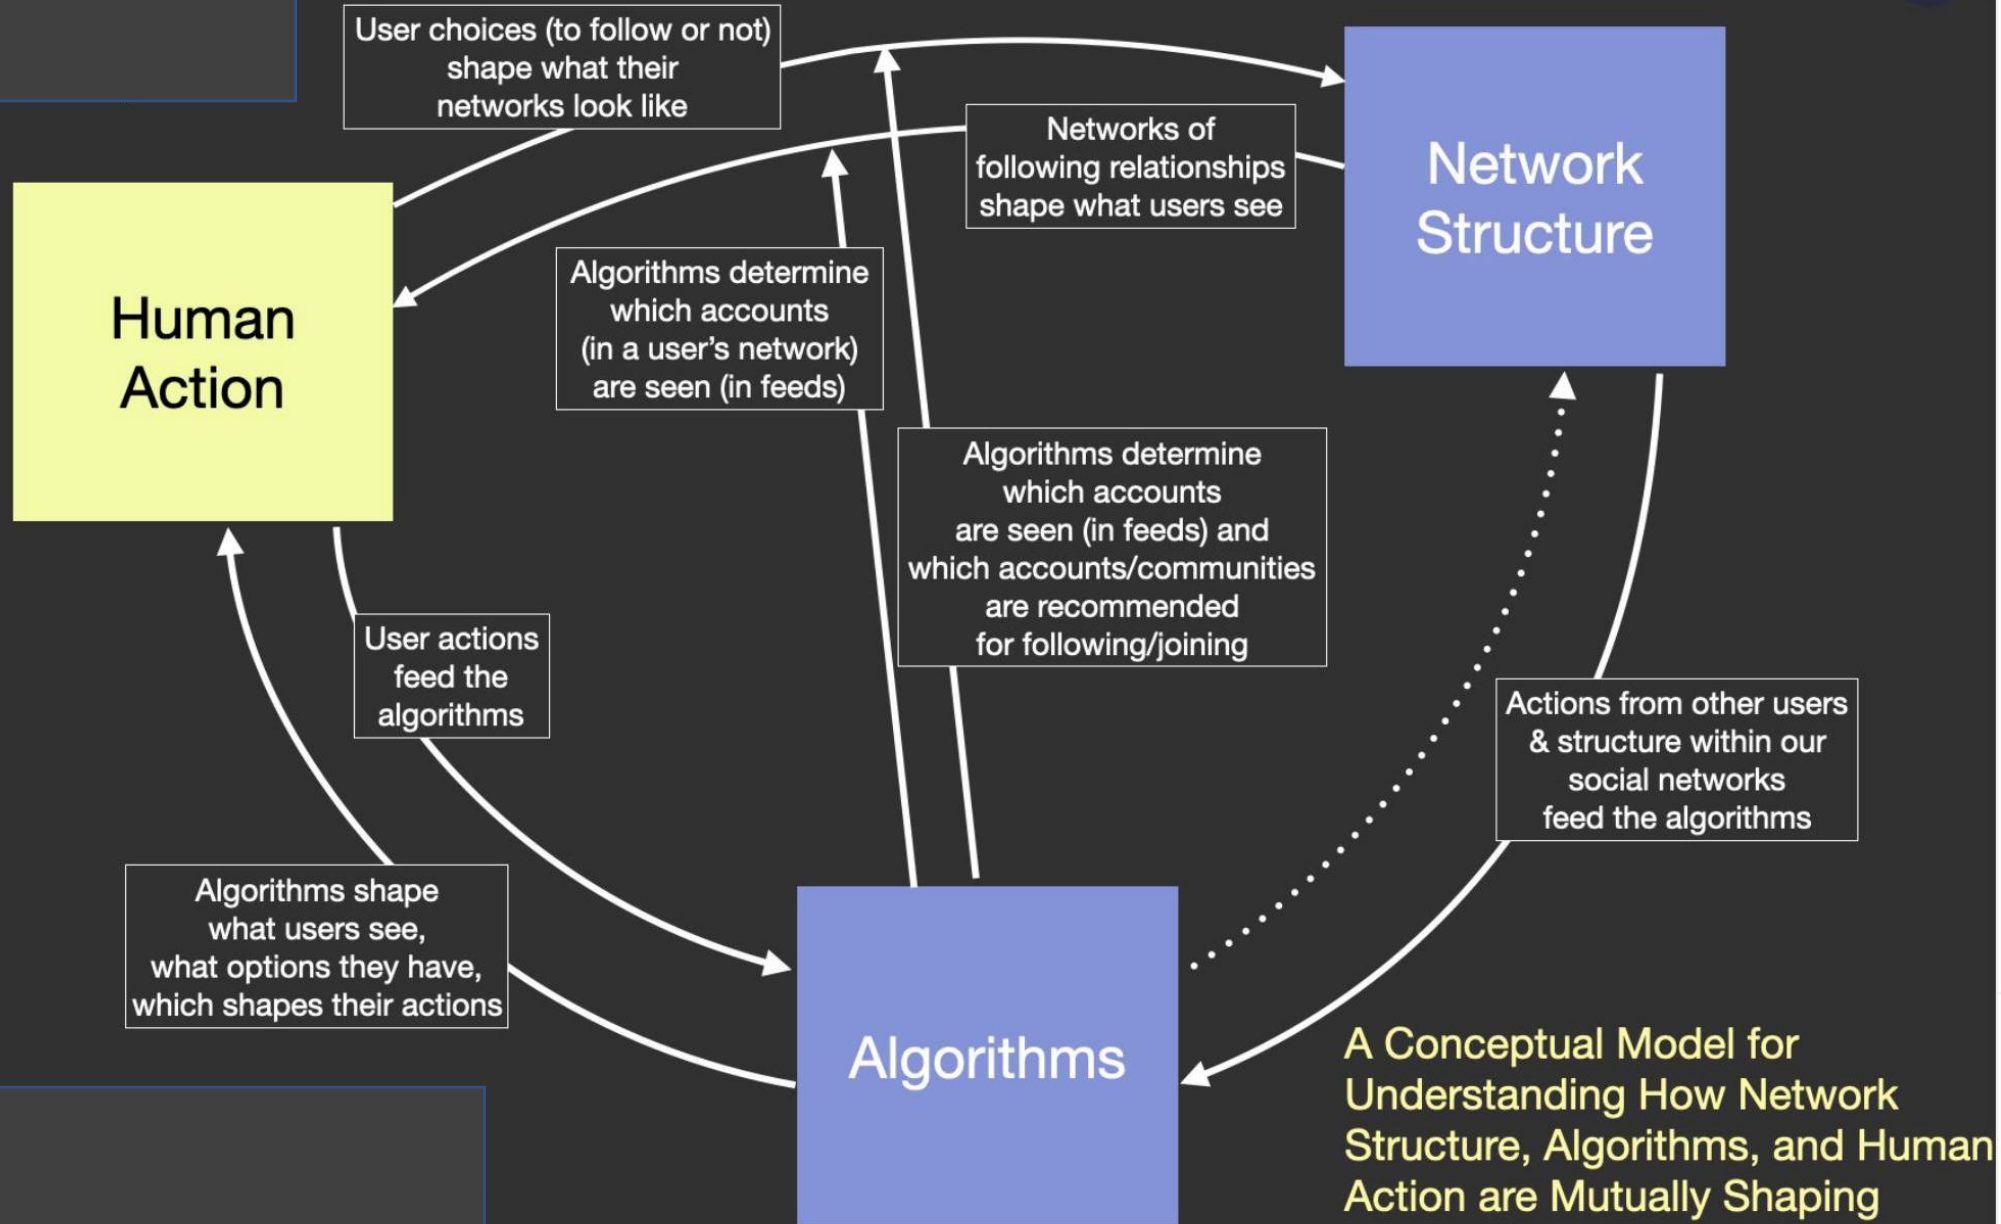 User choices (to follow or not)
shape what their
networks look like
Networks of
following relationships
shape what users see
Network
Structure
Human
Action
Algorithms determine
which accounts
(in a user’s network)
are seen (in feeds)
Algorithms determine
which accounts
are seen (in feeds) and
which accounts/communities
are recommended
for following/joining
User actions
feed the
algorithms
Actions from other users
& structure within our
social networks
feed the algorithms
Algorithms shape
what users see,
what options they have,
which shapes their actions
Algorithms
A Conceptual Model for
Understanding How Network
Structure, Algorithms, and Human
Action are Mutually Shaping